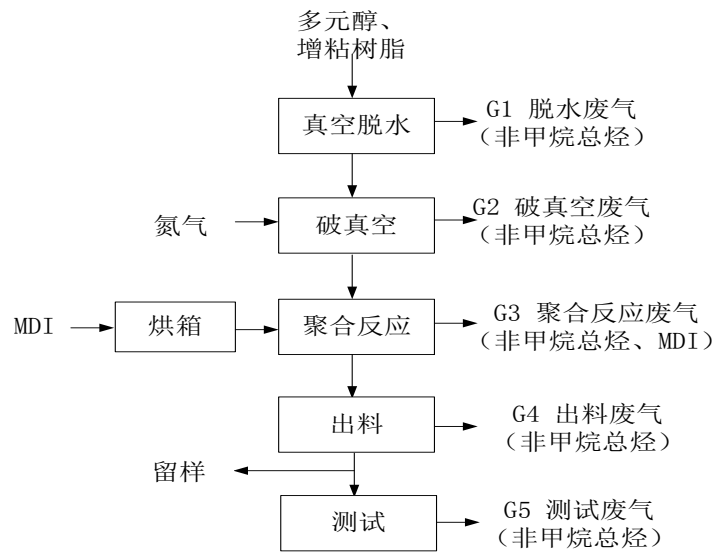 多元醇、
增粘树脂
真空脱水
G1 脱水废气
（非甲烷总烃）
氮气
破真空
G2 破真空废气
（非甲烷总烃）
MDI
烘箱
聚合反应
G3 聚合反应废气
（非甲烷总烃、MDI）
出料
G4 出料废气
（非甲烷总烃）
留样
测试
G5 测试废气
（非甲烷总烃）